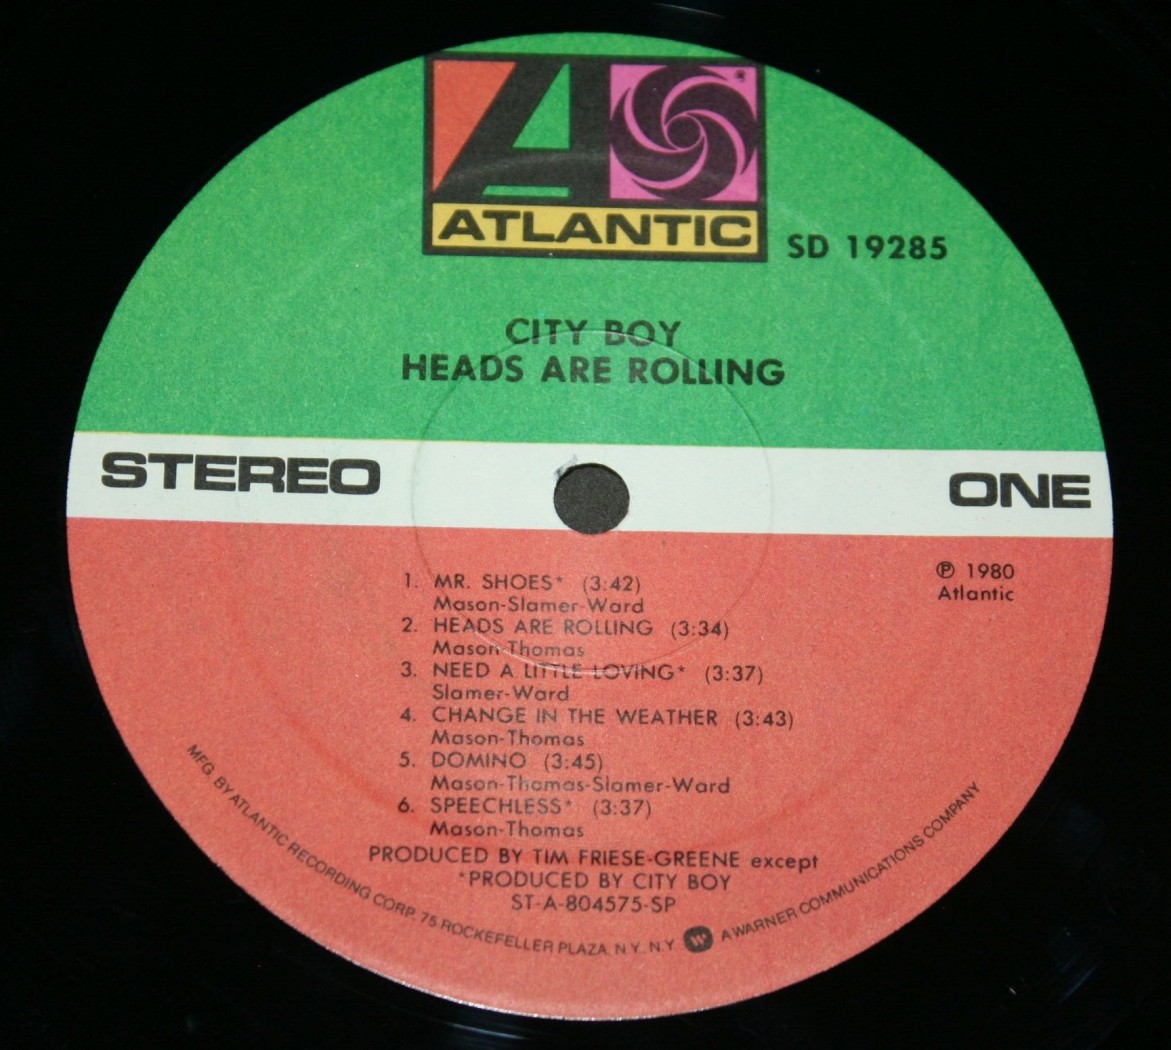 ATLANTIC
SD 19285
CITY BOY
HEADS ARE ROLLING
STEREO
ONE
℗ 1980
Atlantic
1. MR. SHOES* (3:42)
Mason-Slamer-Ward
2. HEADS ARE ROLLING (3:34)
Mason-Thomas
3. NEED A LITTLE LOVING* (3:37)
Slamer-Ward
4. CHANGE IN THE WEATHER (3:43)
Mason-Thomas
5. DOMINO (3:45)
Mason-Thomas-Slamer-Ward
6. SPEECHLESS* (3:37)
Mason-Thomas
PRODUCED BY TIM FRIESE-GREENE except
*PRODUCED BY CITY BOY
ST-A-804575-SP
MFG. BY ATLANTIC RECORDING CORP. 75 ROCKEFELLER PLAZA, N.Y., N.Y. W A WARNER COMMUNICATIONS COMPANY